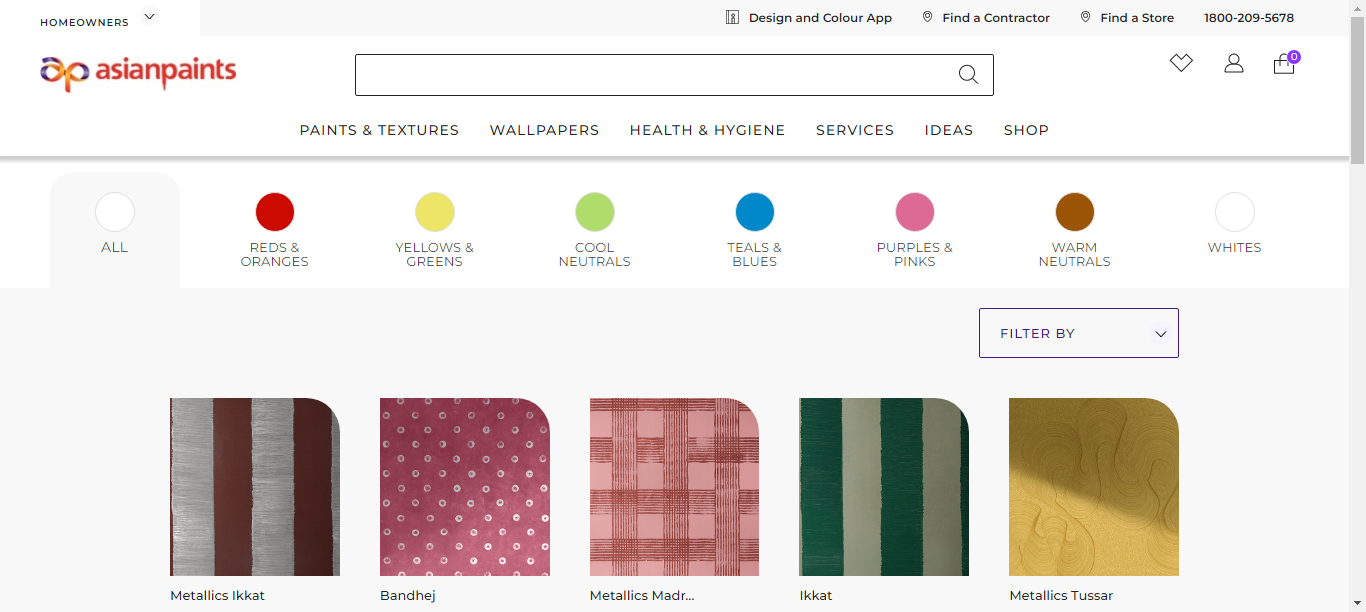 HOMEOWNERS
Design and Colour App
Find a Contractor
Find a Store
1800-209-5678
ap asianpaints
0
PAINTS & TEXTURES
WALLPAPERS
HEALTH & HYGIENE
SERVICES
IDEAS
SHOP
ALL
REDS &
ORANGES
YELLOWS &
GREENS
COOL
NEUTRALS
TEALS &
BLUES
PURPLES &
PINKS
WARM
NEUTRALS
WHITES
FILTER BY
Metallics Ikkat
Bandhej
Metallics Madr...
Ikkat
Metallics Tussar